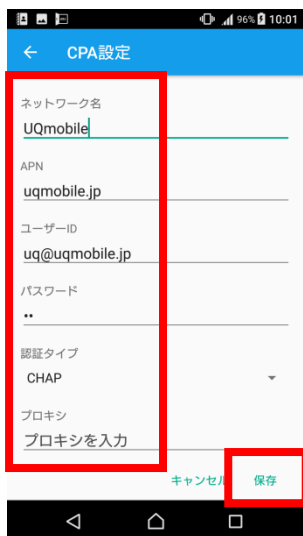 96% 10:01
CPA設定
ネットワーク名
UQmobile
APN
uqmobile.jp
ユーザーID
uq@uqmobile.jp
パスワード
••
認証タイプ
CHAP
プロキシ
プロキシを入力
キャンセル 保存